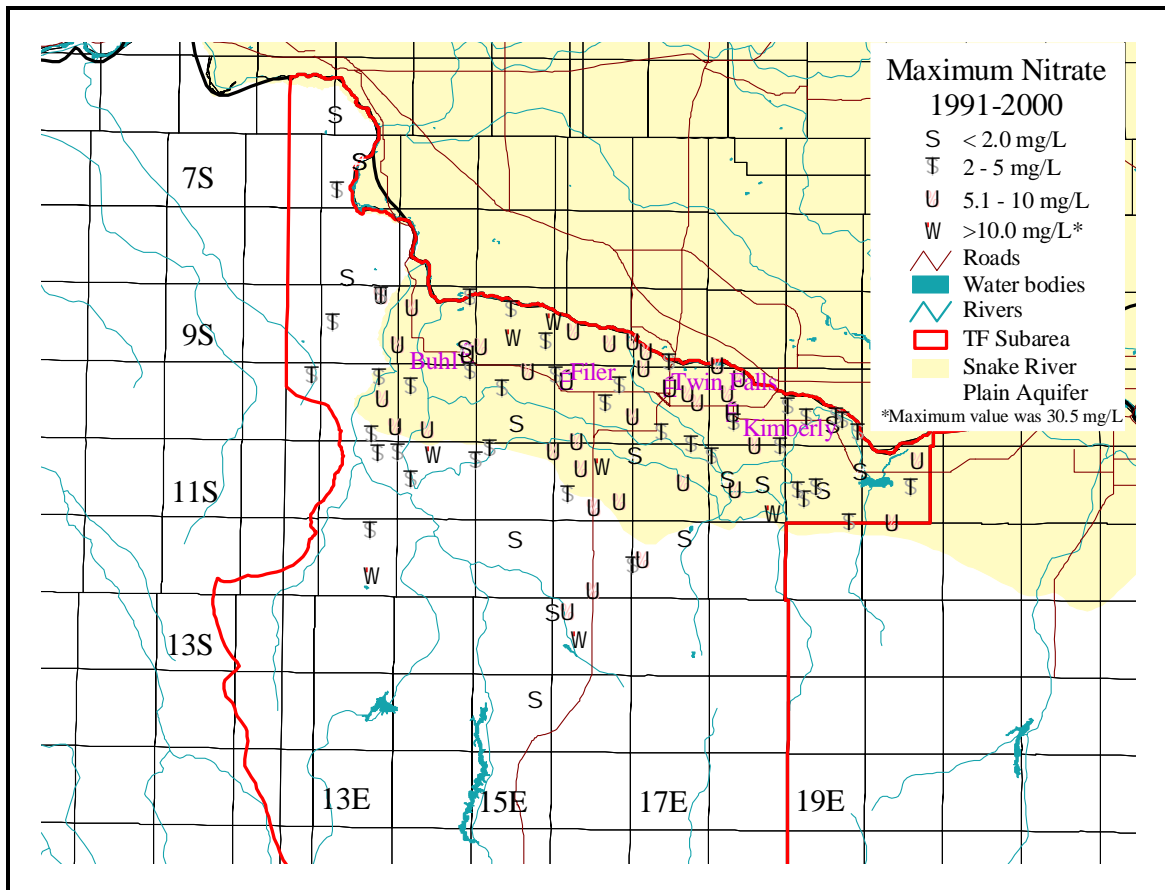 Maximum Nitrate
1991-2000
S < 2.0 mg/L
T 2 - 5 mg/L
U 5.1 - 10 mg/L
W >10.0 mg/L*
Roads
Water bodies
Rivers
TF Subarea
Snake River
Plain Aquifer
*Maximum value was 30.5 mg/L
7S
9S
Buhl
Filer
Twin Falls
Kimberly
11S
13S
13E
15E
17E
19E